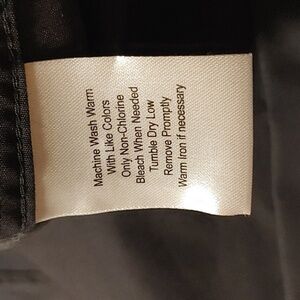 Machine Wash Warm
With Like Colors
Only Non-Chlorine
Bleach When Needed
Tumble Dry Low
Remove Promptly
Warm Iron if necessary